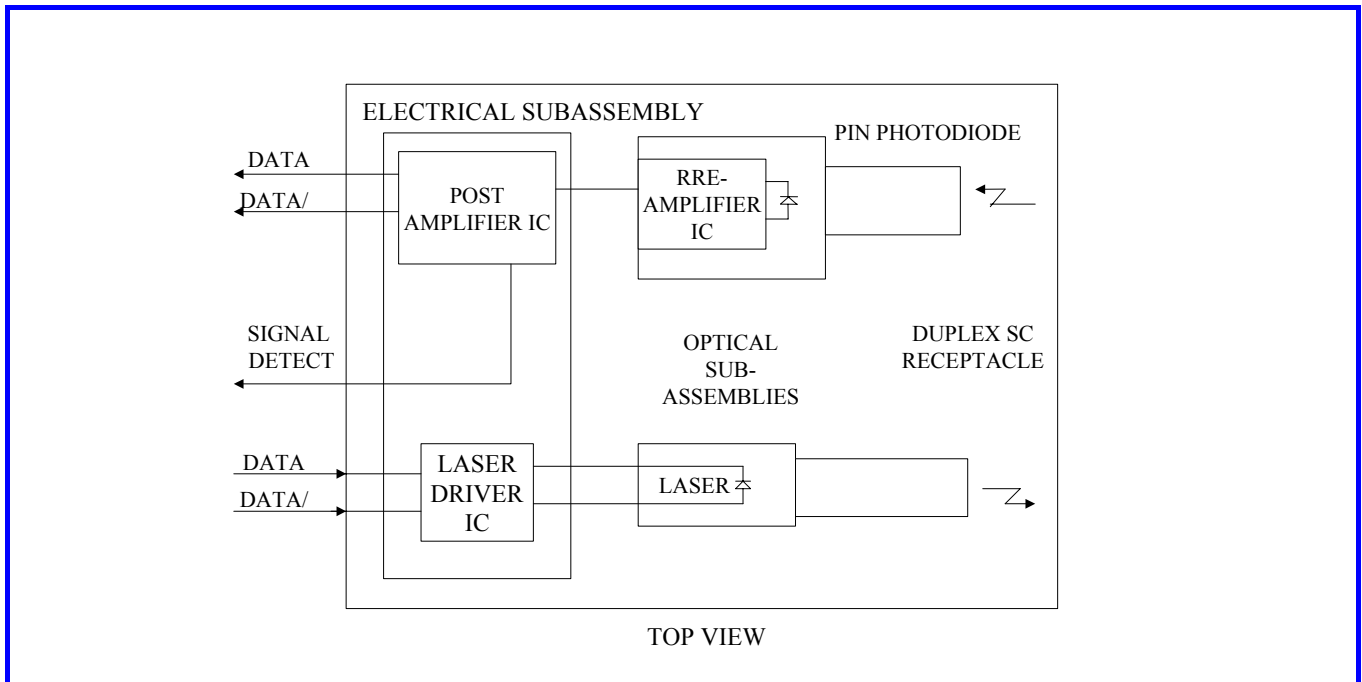 ELECTRICAL SUBASSEMBLY
PIN PHOTODIODE
DATA
DATA/
POST
AMPLIFIER IC
RRE-
AMPLIFIER
IC
SIGNAL
DETECT
OPTICAL
SUB-
ASSEMBLIES
DUPLEX SC
RECEPTACLE
DATA
DATA/
LASER
DRIVER
IC
LASER
TOP VIEW